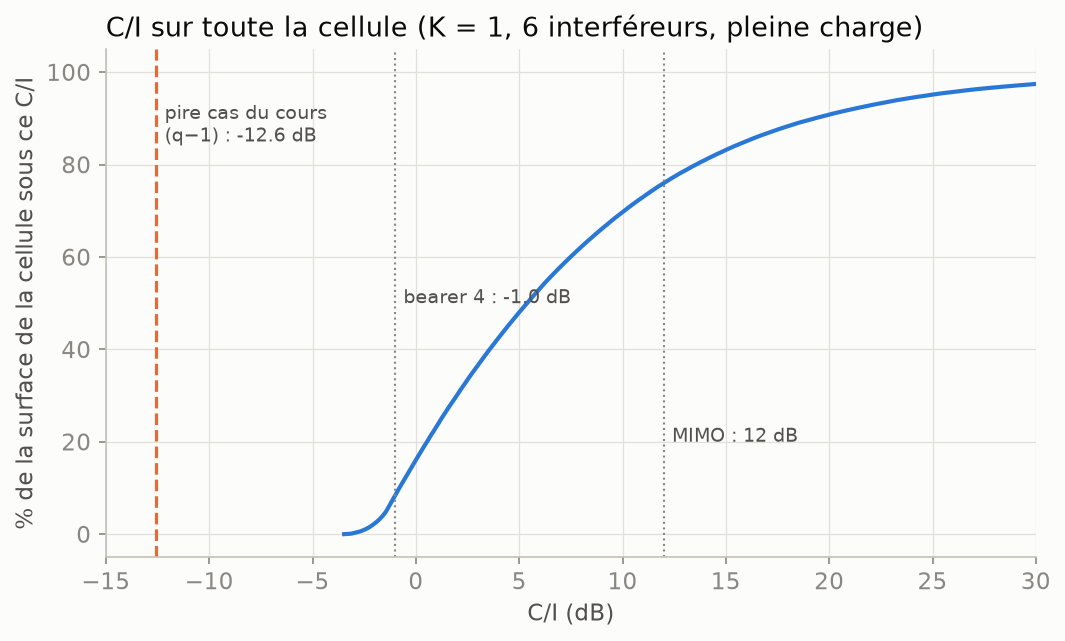 C/I sur toute la cellule (K = 1, 6 interféreurs, pleine charge)
% de la surface de la cellule sous ce C/I
100
80
60
40
20
0
pire cas du cours
(q−1) : -12.6 dB
bearer 4 : -1.0 dB
MIMO : 12 dB
−15 −10 −5 0 5 10 15 20 25 30
C/I (dB)